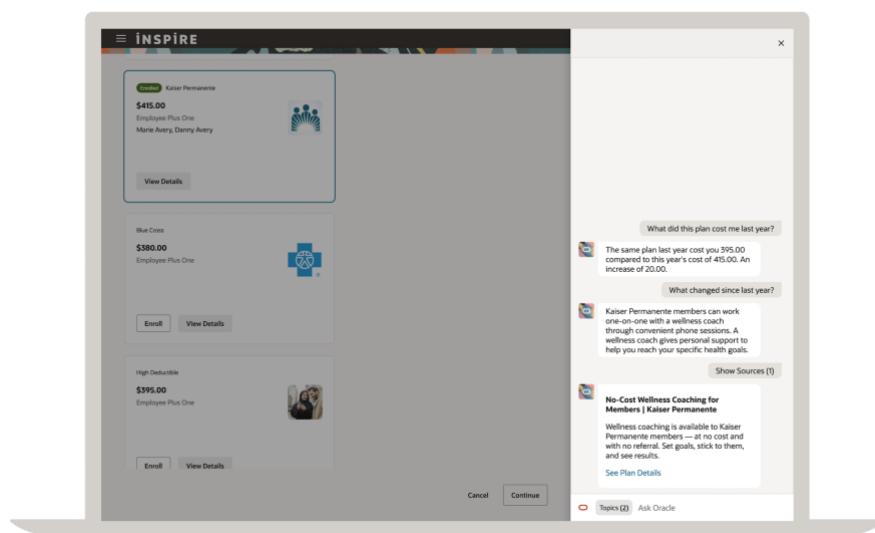 INSPIRE
Enrolled Kaiser Permanente
$415.00
Employee Plus One
Marie Avery, Danny Avery
View Details
Blue Cross
$380.00
Employee Plus One
Enroll View Details
High Deductible
$395.00
Employee Plus One
Enroll View Details
Cancel Continue
What did this plan cost me last year?
The same plan last year cost you 395.00
compared to this year's cost of 415.00. An
increase of 20.00.
What changed since last year?
Kaiser Permanente members can work
one-on-one with a wellness coach
through convenient phone sessions. A
wellness coach gives personal support to
help you reach your specific health goals.
Show Sources (1)
No-Cost Wellness Coaching for
Members | Kaiser Permanente
Wellness coaching is available to Kaiser
Permanente members — at no cost and
with no referral. Set goals, stick to them,
and see results.
See Plan Details
Topics (2) Ask Oracle